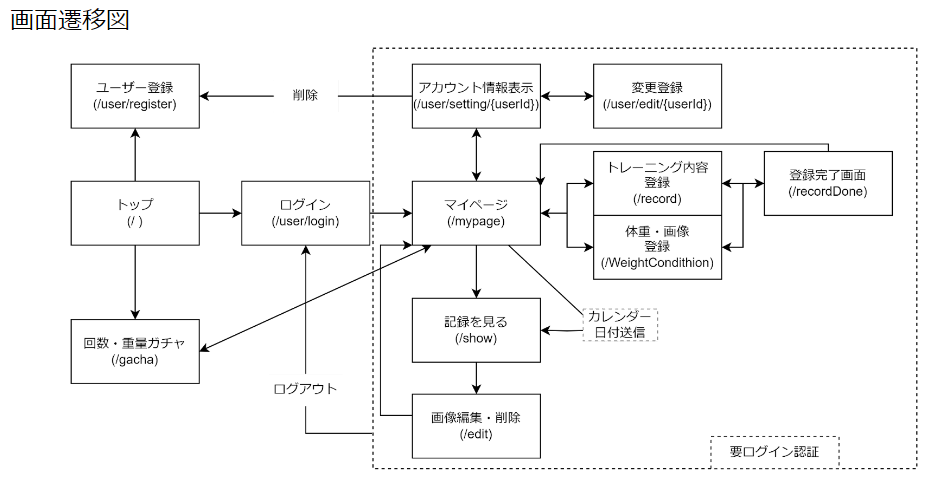 画面遷移図
ユーザー登録
(/user/register)
削除
アカウント情報表示
(/user/setting/{userId})
変更登録
(/user/edit/{userId})
トップ
(/ )
ログイン
(/user/login)
マイページ
(/mypage)
トレーニング内容
登録
(/record)
体重・画像
登録
(/WeightCondithion)
登録完了画面
(/recordDone)
回数・重量ガチャ
(/gacha)
記録を見る
(/show)
カレンダー
日付送信
ログアウト
画像編集・削除
(/edit)
要ログイン認証